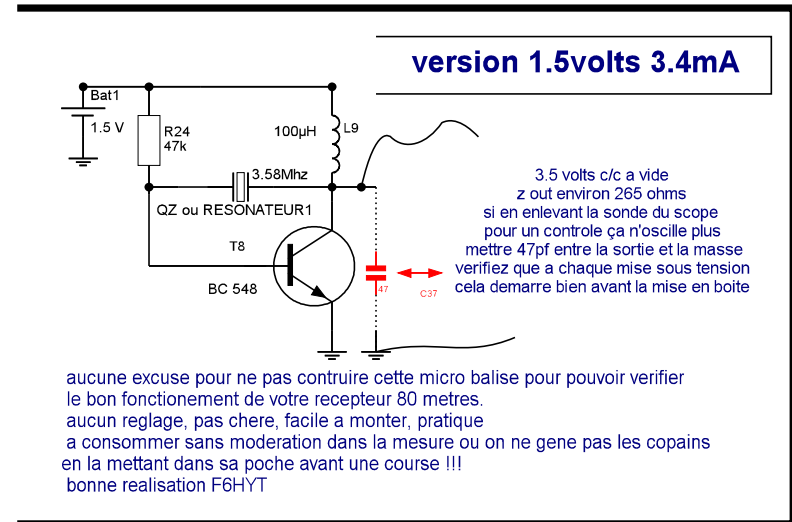 version 1.5volts 3.4mA
Bat1
1.5 V
R24
47k
100µH
L9
3.58Mhz
QZ ou RESONATEUR1
T8
BC 548
47
C37
3.5 volts c/c a vide
z out environ 265 ohms
si en enlevant la sonde du scope
pour un controle ça n'oscille plus
mettre 47pf entre la sortie et la masse
verifiez que a chaque mise sous tension
cela demarre bien avant la mise en boite
aucune excuse pour ne pas contruire cette micro balise pour pouvoir verifier
le bon fonctionement de votre recepteur 80 metres.
aucun reglage, pas chere, facile a monter, pratique
a consommer sans moderation dans la mesure ou on ne gene pas les copains
en la mettant dans sa poche avant une course !!!
bonne realisation F6HYT